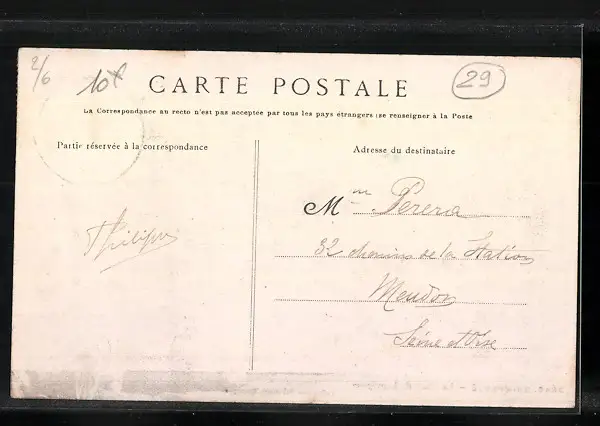 2/6
10f
29
CARTE POSTALE
La Correspondance au recto n'est pas acceptée par tous les pays étrangers (se renseigner à la Poste
Partie réservée à la correspondance
Adresse du destinataire
Philippe
Mme Perera
32 chemins de la Station
Meudon
Seine et Oise